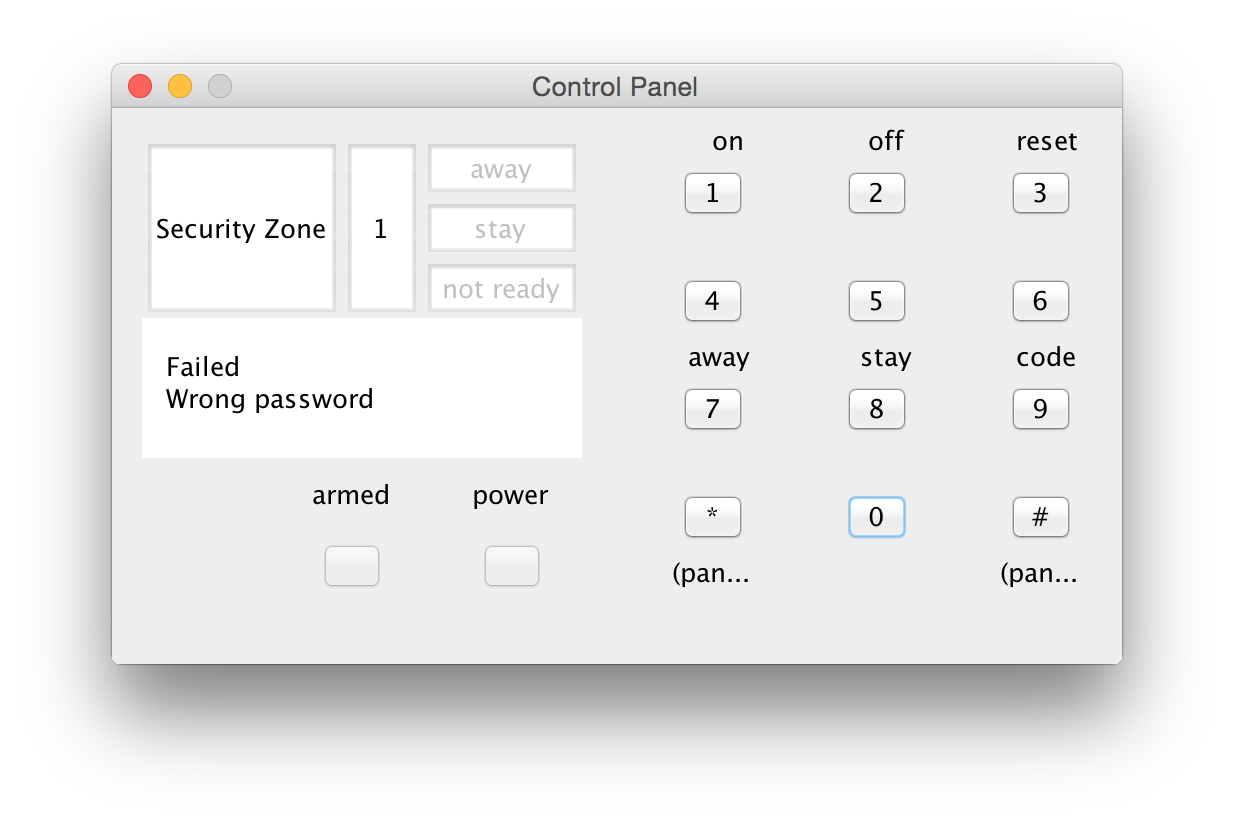 Control Panel
Security Zone
1
away
stay
not ready
Failed
Wrong password
armed power
on off reset
1 2 3
4 5 6
away stay code
7 8 9
* 0 #
(pan... (pan...